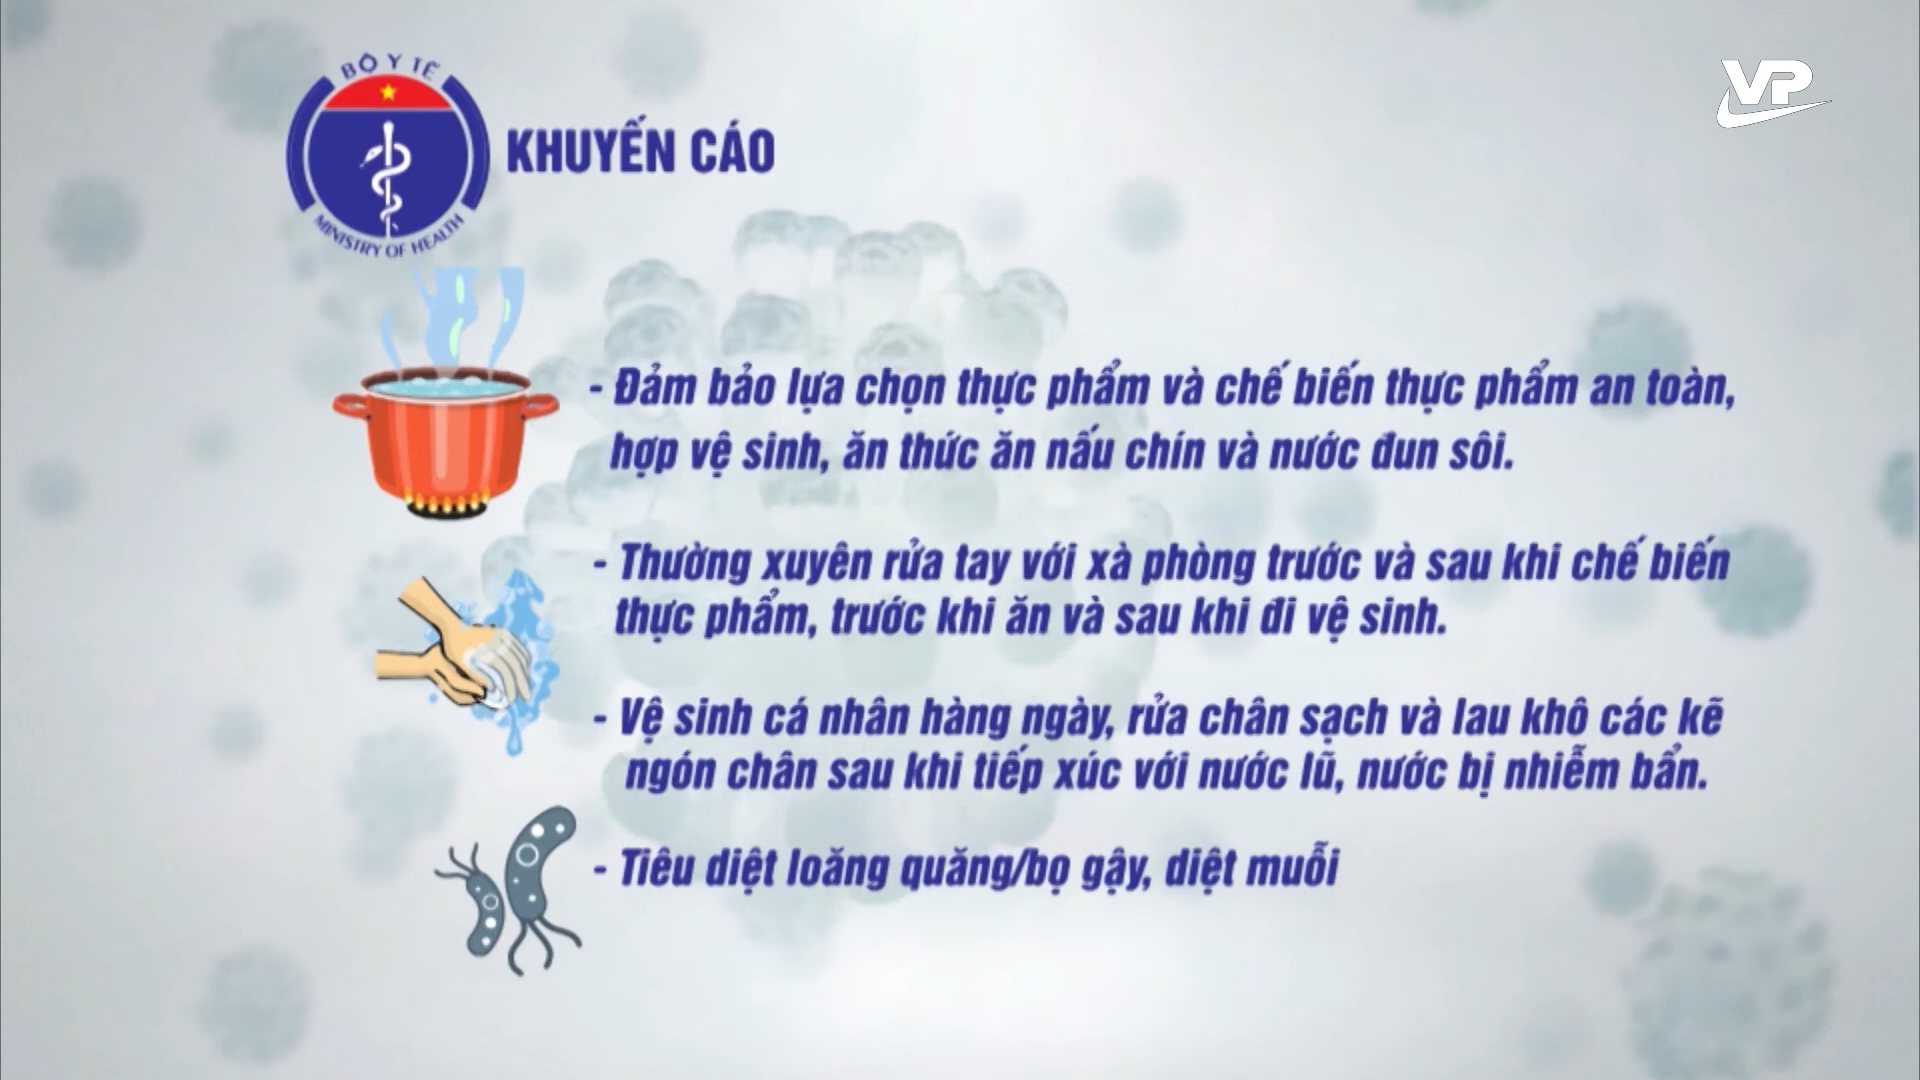 BỘ Y TẾ
MINISTRY OF HEALTH
KHUYẾN CÁO
VP
- Đảm bảo lựa chọn thực phẩm và chế biến thực phẩm an toàn,
hợp vệ sinh, ăn thức ăn nấu chín và nước đun sôi.
- Thường xuyên rửa tay với xà phòng trước và sau khi chế biến
thực phẩm, trước khi ăn và sau khi đi vệ sinh.
- Vệ sinh cá nhân hàng ngày, rửa chân sạch và lau khô các kẽ
ngón chân sau khi tiếp xúc với nước lũ, nước bị nhiễm bẩn.
- Tiêu diệt loăng quăng/bọ gậy, diệt muỗi